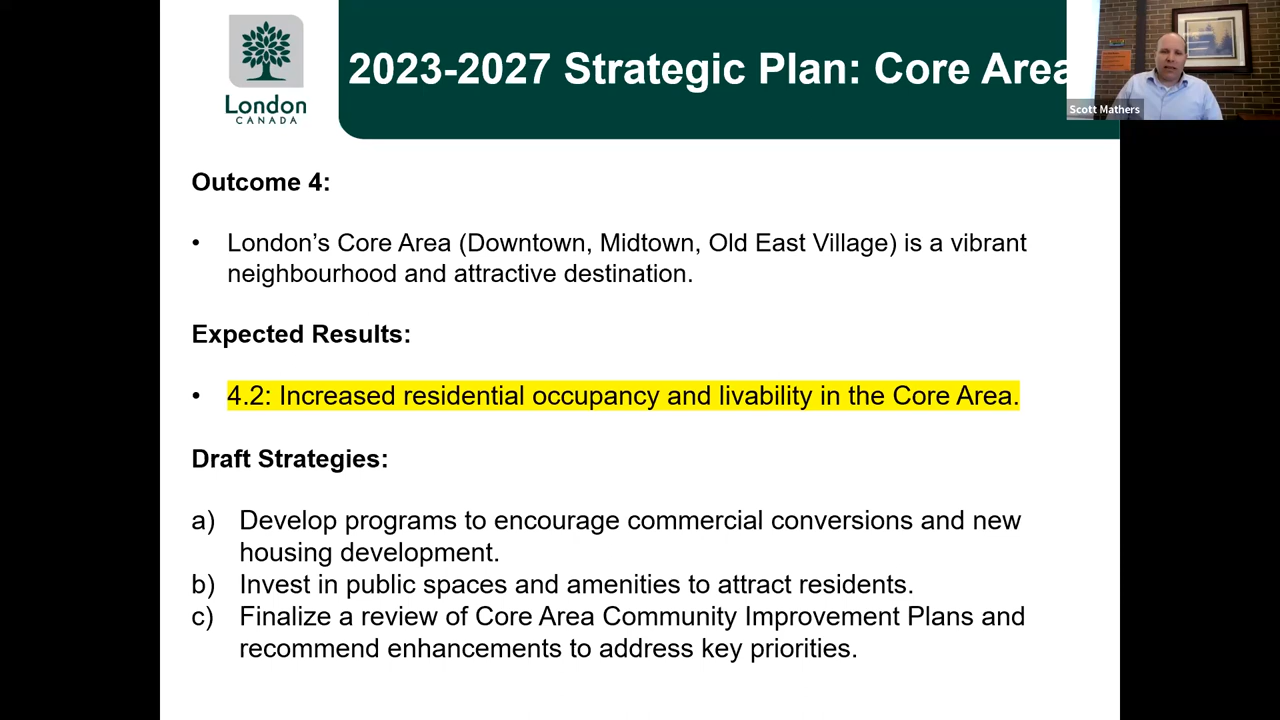 London
CANADA
2023-2027 Strategic Plan: Core Area
Scott Mathers
Outcome 4:
• London’s Core Area (Downtown, Midtown, Old East Village) is a vibrant
neighbourhood and attractive destination.
Expected Results:
• 4.2: Increased residential occupancy and livability in the Core Area.
Draft Strategies:
a) Develop programs to encourage commercial conversions and new
housing development.
b) Invest in public spaces and amenities to attract residents.
c) Finalize a review of Core Area Community Improvement Plans and
recommend enhancements to address key priorities.